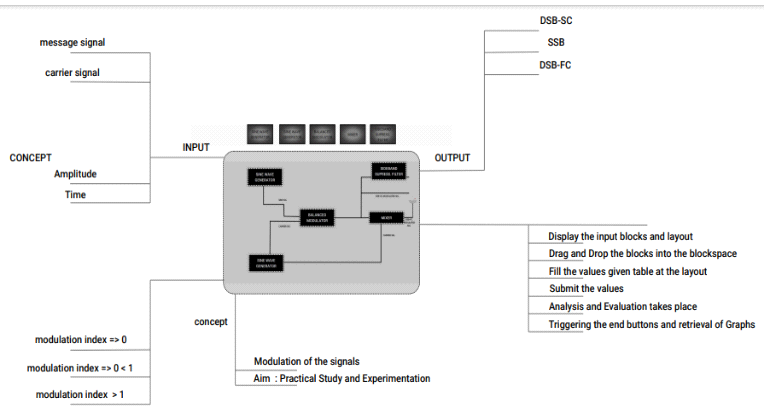 DSB-SC
message signal
SSB
carrier signal
DSB-FC
INPUT
OUTPUT
CONCEPT
Amplitude
Time
SINE WAVE
GENERATOR
SIDEBAND
SUPRESS FILTER
BALANCED
MODULATOR
MIXER
SINE WAVE
GENERATOR
Display the input blocks and layout
Drag and Drop the blocks into the blockspace
Fill the values given table at the layout
Submit the values
Analysis and Evaluation takes place
Triggering the end buttons and retrieval of Graphs
concept
modulation index => 0
modulation index => 0 < 1
modulation index > 1
Modulation of the signals
Aim : Practical Study and Experimentation